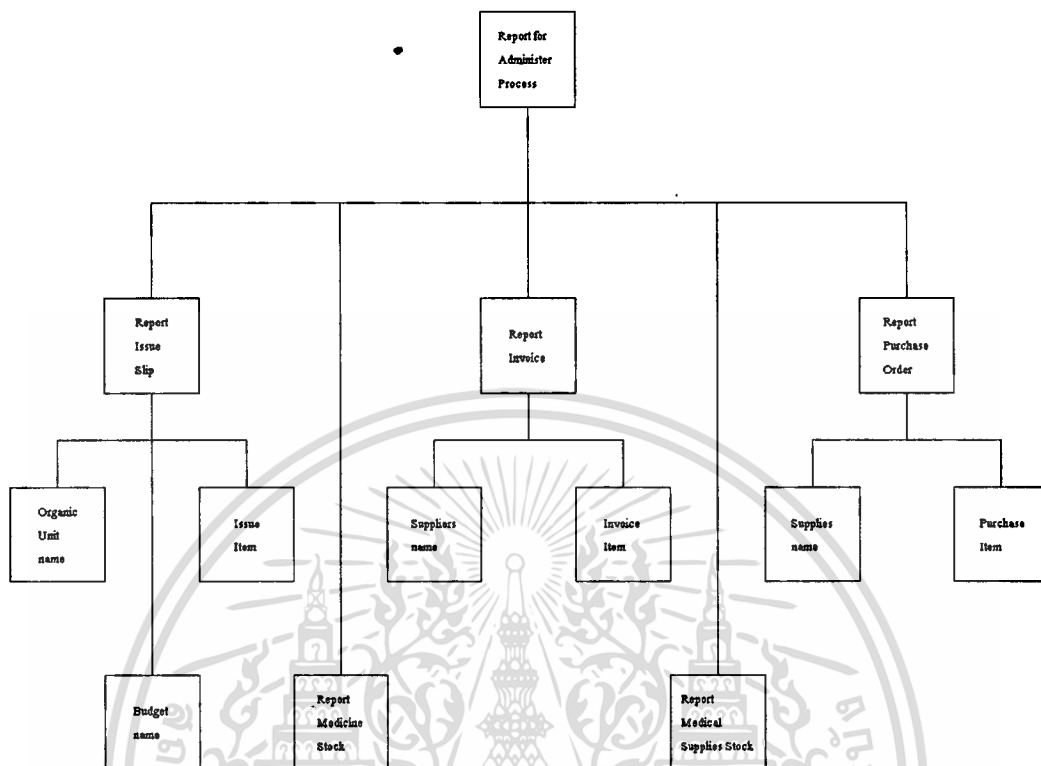 Report for
Administer
Process
Report
Issue
Slip
Report
Invoice
Report
Purchase
Order
Organic
Unit
name
Issue
Item
Suppliers
name
Invoice
Item
Supplies
name
Purchase
Item
Budget
name
Report
Medicine
Stock
Report
Medical
Supplies Stock